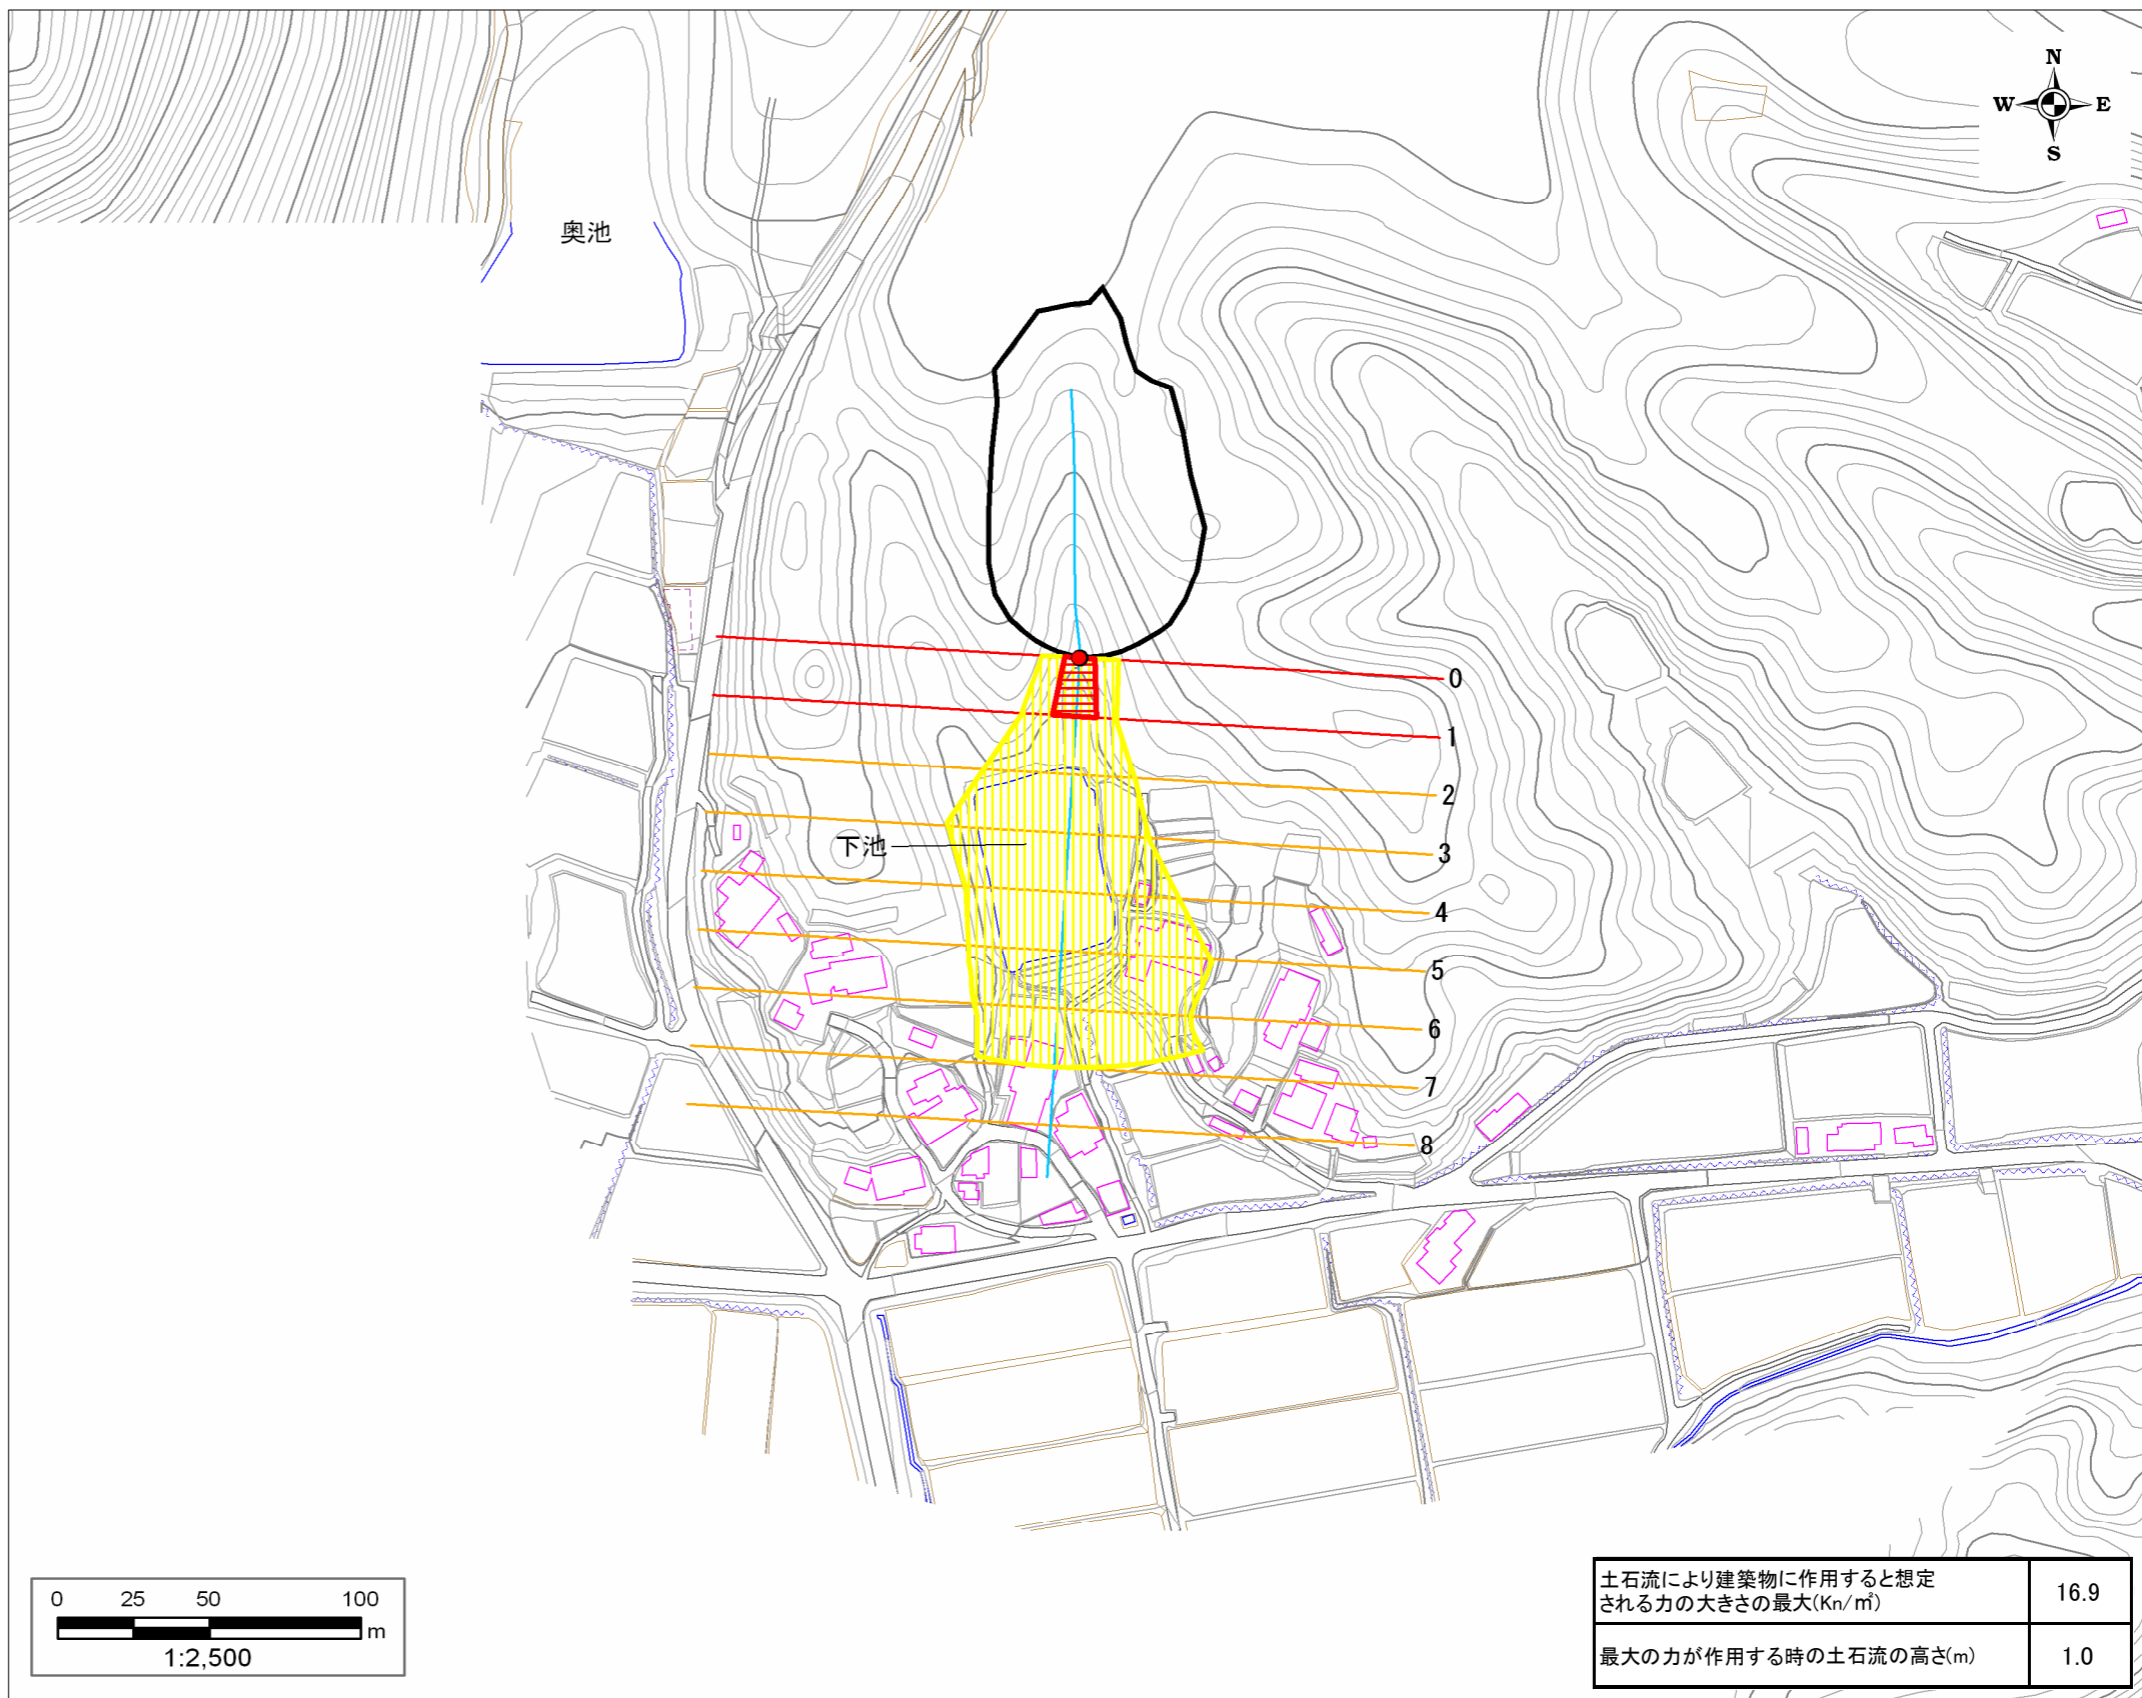 N
W E
S
奥池
0
1
2
下池
3
4
5
6
7
8
0 25 50 100
m
1:2,500
土石流により建築物に作用すると想定
される力の大きさの最大(Kn/㎡) 16.9
最大の力が作用する時の土石流の高さ(m) 1.0